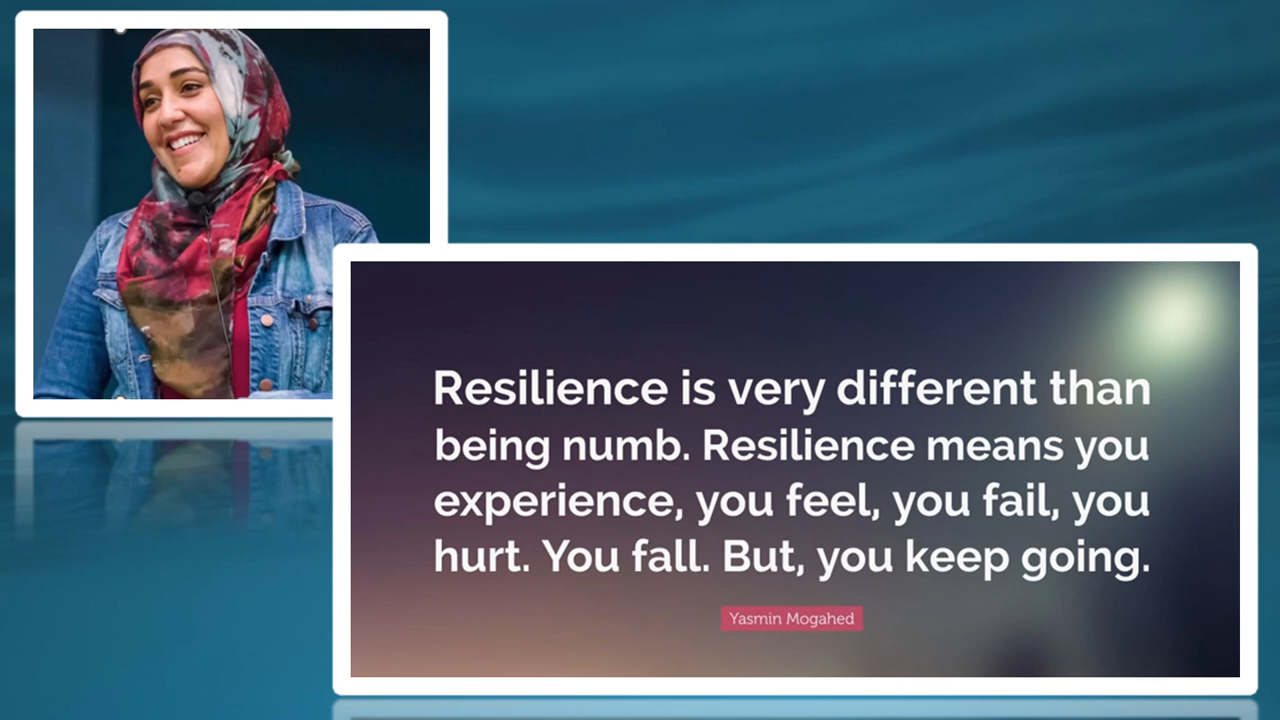 Resilience is very different than
being numb. Resilience means you
experience, you feel, you fail, you
hurt. You fall. But, you keep going.
Yasmin Mogahed